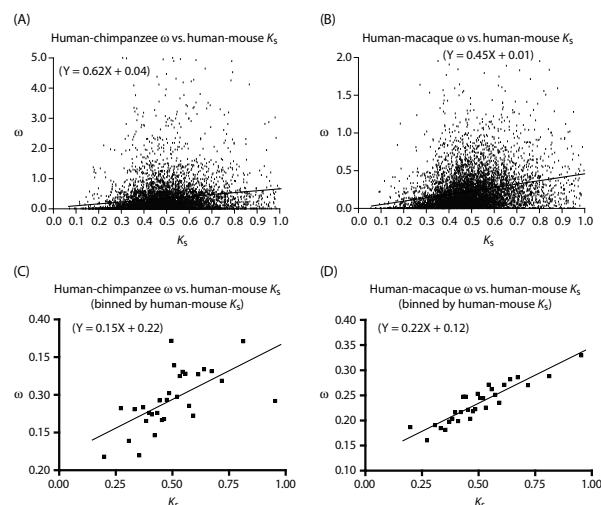 (A)
Human-chimpanzee ω vs. human-mouse Ks
(Y = 0.62X + 0.04)
5.0
4.0
3.0
2.0
1.0
0.0
ω
0.0 0.1 0.2 0.3 0.4 0.5 0.6 0.7 0.8 0.9 1.0
Ks
(B)
Human-macaque ω vs. human-mouse Ks
(Y = 0.45X + 0.01)
2.0
1.5
1.0
0.5
0.0
ω
0.0 0.1 0.2 0.3 0.4 0.5 0.6 0.7 0.8 0.9 1.0
Ks
(C)
Human-chimpanzee ω vs. human-mouse Ks
(binned by human-mouse Ks)
(Y = 0.15X + 0.22)
0.40
0.15
0.30
0.15
0.20
ω
0.00 0.25 0.50 0.75 1.00
Ks
(D)
Human-macaque ω vs. human-mouse Ks
(binned by human-mouse Ks)
(Y = 0.22X + 0.12)
0.40
0.35
0.30
0.25
0.20
0.15
0.10
ω
0.00 0.25 0.50 0.75 1.00
Ks